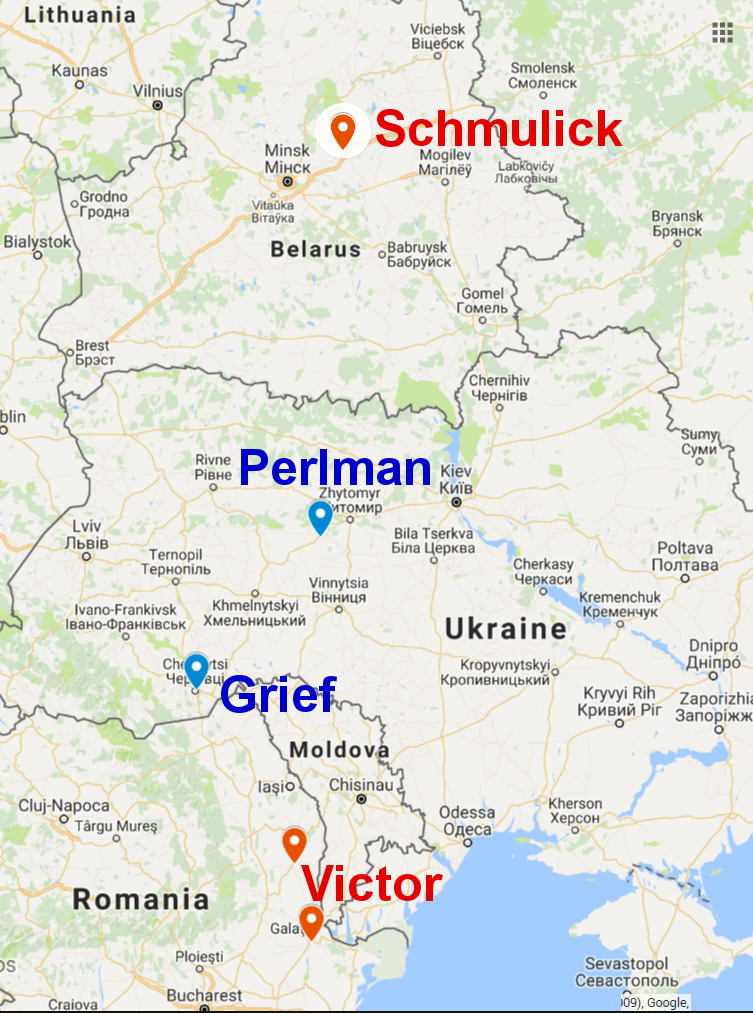 Lithuania
Viciebsk
Віцебск
Kaunas
Smolensk
Смоленск
Vilnius
Schmulick
Minsk
Мінск
Mogilev
Магілёў
Labkovičy
Лабковічы
Grodno
Гродна
Vitaŭka
Вітаўка
Bryansk
Брянск
Bialystok
Belarus
Babruysk
Бабруйск
Gomel
Гомель
Brest
Брэст
Chernihiv
Чернігів
blin
Sumy
Суми
Rivne
Рівне
Perlman
Kiev
Київ
Zhytomyr
итомир
Lviv
Львів
Bila Tserkva
Біла Церква
Poltava
Полтава
Ternopil
Тернопіль
Cherkasy
Черкаси
Vinnytsia
Вінниця
Kremenchuk
Кременчук
Ivano-Frankivsk
Івано-Франківськ
Khmelnytskyi
Хмельницький
Ukraine
Dnipro
Дніпро
Kropyvnytskyi
Кропивницький
Grief
Kryvyi Rih
Кривий Ріг
Zaporizhia
Запоріжж
Moldova
Iași
Chisinau
Cluj-Napoca
Târgu Mureș
Odessa
Одеса
Kherson
Херсон
Victor
Romania
Ploiești
Sevastopol
Севастополь
Bucharest
Craiova
009), Google,